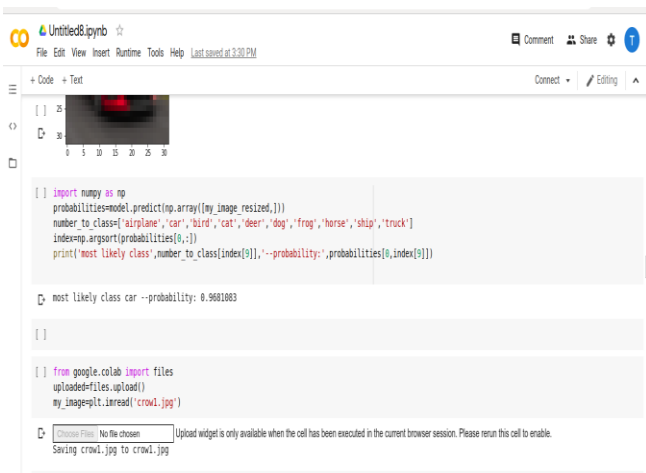 Untitled8.ipynb
Comment Share T
File Edit View Insert Runtime Tools Help Last saved at 3:30 PM
+ Code + Text Connect Editing
[ ] 25
30
0 5 10 15 20 25 30
[ ] import numpy as np
probabilities=model.predict(np.array([my_image_resized,]))
number_to_class=['airplane','car','bird','cat','deer','dog','frog','horse','ship','truck']
index=np.argsort(probabilities[0,:])
print('most likely class',number_to_class[index[9]],'--probability:',probabilities[0,index[9]])
most likely class car --probability: 0.9681083
[ ]
[ ] from google.colab import files
uploaded=files.upload()
my_image=plt.imread('crow1.jpg')
Choose Files No file chosen Upload widget is only available when the cell has been executed in the current browser session. Please rerun this cell to enable.
Saving crow1.jpg to crow1.jpg